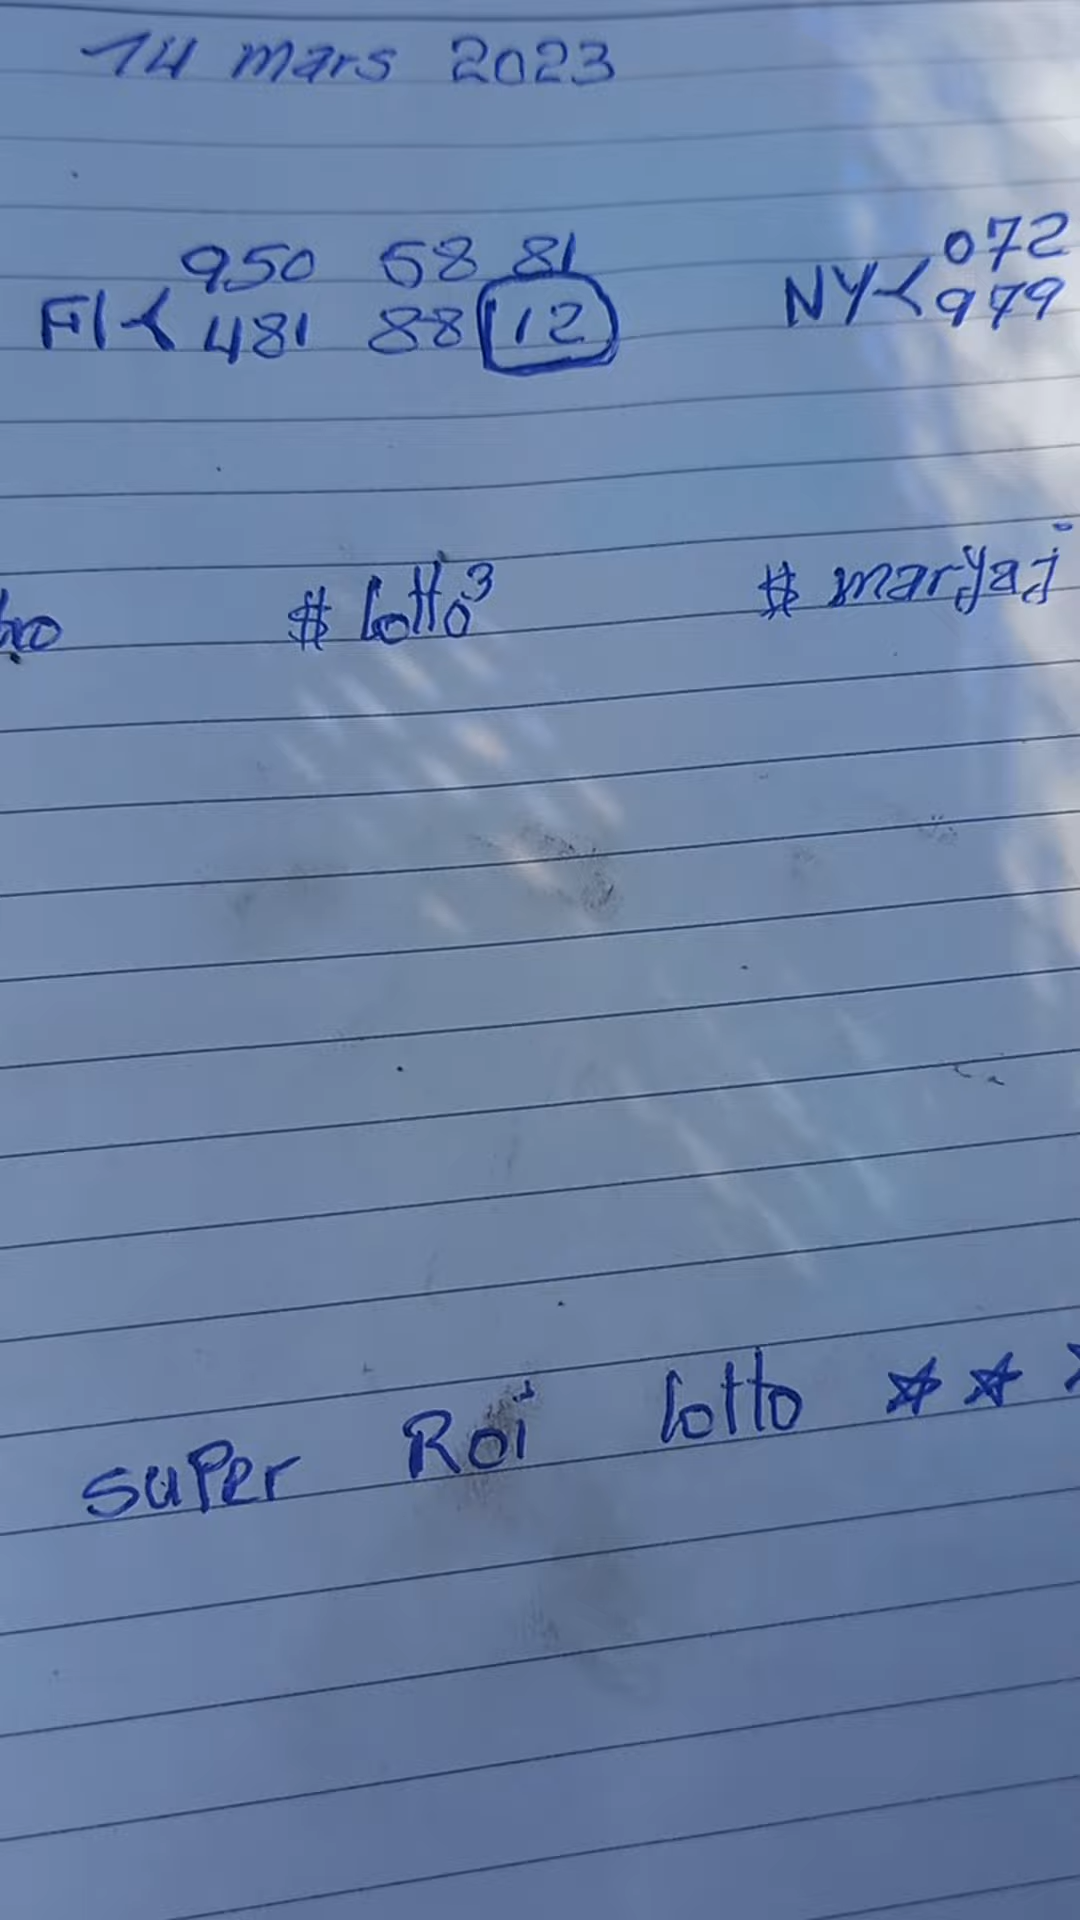 14 mars 2023
950 58 81
Fl < 481 88 12
072
NY < 979
# lotto3 # maryaj
super Roi lotto ☆☆